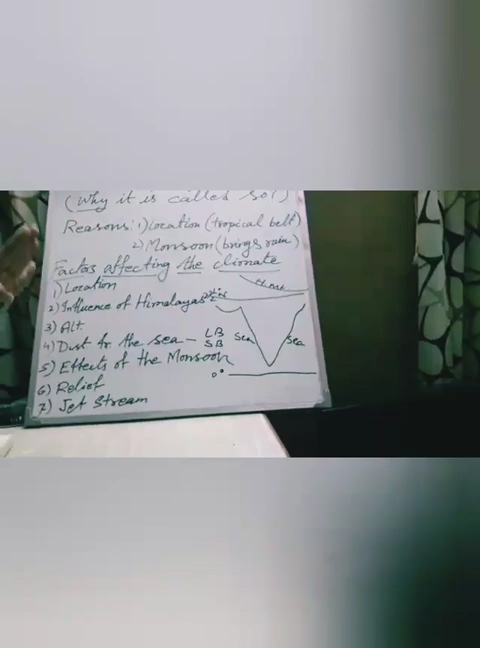 (Why it is called so?)
Reasons: 1) Location (tropical belt)
2) Monsoon (brings rain)
Factors affecting the climate
1) Location
2) Influence of Himalayas
3) Alt.
4) Dist fr the sea – LB
SB
Sea
Sea
5) Effects of the Monsoon
0°
6) Relief
7) Jet Stream